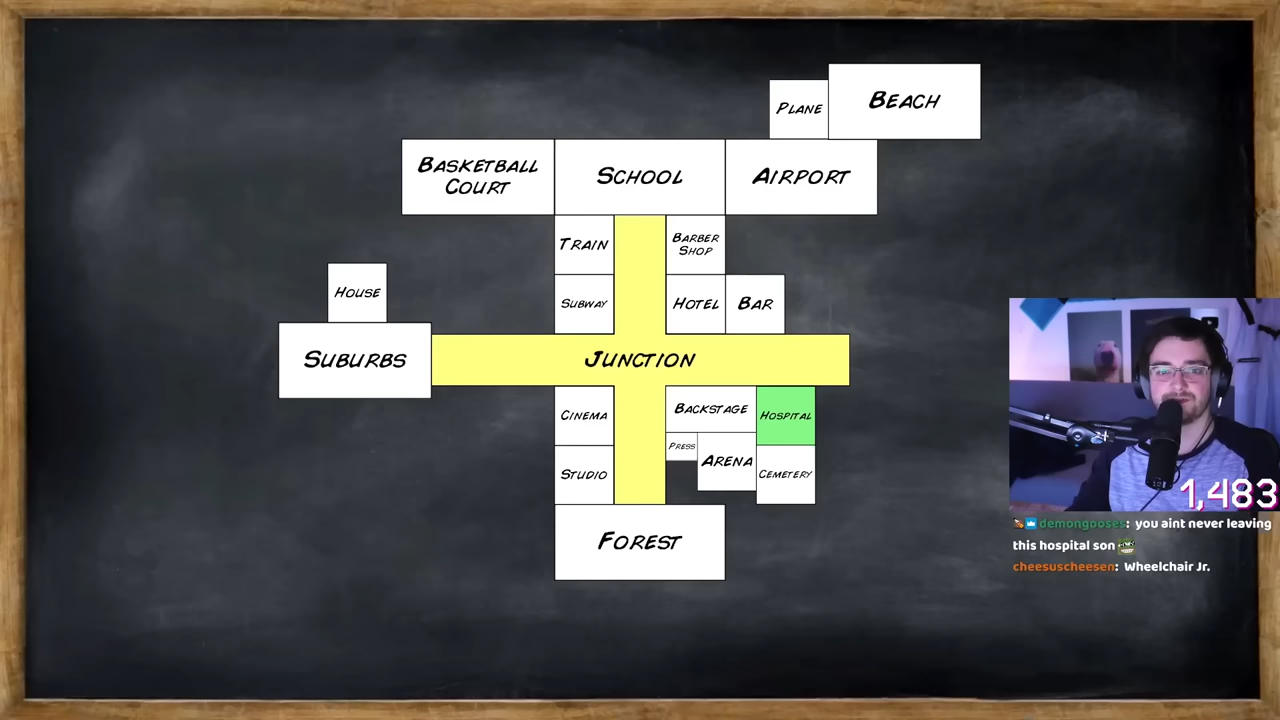 BEACH
PLANE
BASKETBALL
COURT
SCHOOL
AIRPORT
TRAIN
BARBER
SHOP
HOUSE
SUBWAY
HOTEL
BAR
SUBURBS
JUNCTION
CINEMA
BACKSTAGE
HOSPITAL
PRESS
ARENA
STUDIO
CEMETERY
FOREST
1,483
demongooses: you aint never leaving
this hospital son
cheesuscheesen: Wheelchair Jr.